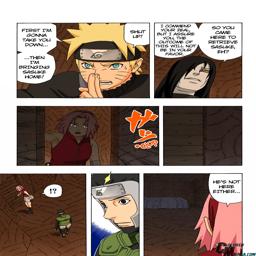 SO YOU
CAME
HERE TO
RETRIEVE
SASUKE,
EH?
I COMMEND
YOUR ZEAL,
BUT I ASSURE
YOU, THE
OUTCOME OF
THIS WILL NOT
BE IN YOUR
FAVOR.
SHUT
UP!
FIRST I'M
GONNA
TAKE YOU
DOWN...
...THEN
I'M
BRINGING
SASUKE
HOME!
HE'S
NOT HERE
EITHER...
!?